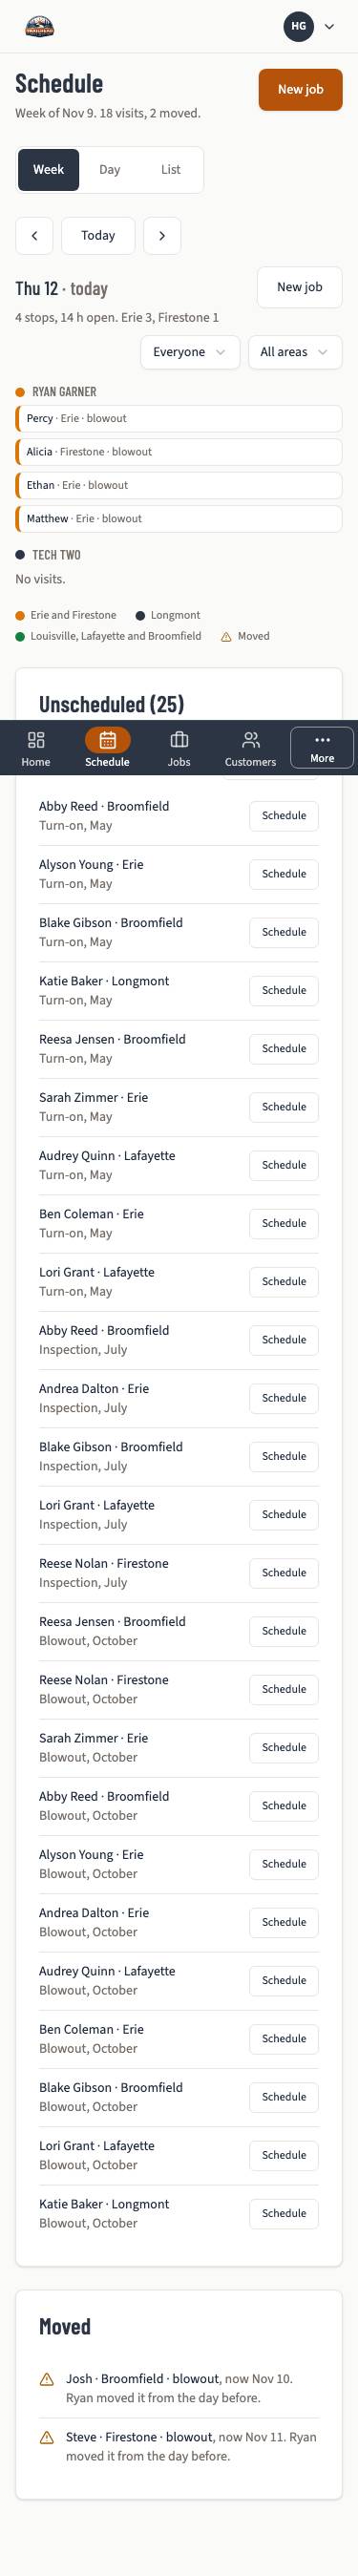 HG
Schedule
New job
Week of Nov 9. 18 visits, 2 moved.
Week Day List
Today
Thu 12 · today
New job
4 stops, 14 h open. Erie 3, Firestone 1
Everyone All areas
RYAN GARNER
Percy · Erie · blowout
Alicia · Firestone · blowout
Ethan · Erie · blowout
Matthew · Erie · blowout
TECH TWO
No visits.
Erie and Firestone Longmont
Louisville, Lafayette and Broomfield Moved
Unscheduled (25)
Home Schedule Jobs Customers More
Abby Reed · Broomfield
Turn-on, May
Schedule
Alyson Young · Erie
Turn-on, May
Schedule
Blake Gibson · Broomfield
Turn-on, May
Schedule
Katie Baker · Longmont
Turn-on, May
Schedule
Reesa Jensen · Broomfield
Turn-on, May
Schedule
Sarah Zimmer · Erie
Turn-on, May
Schedule
Audrey Quinn · Lafayette
Turn-on, May
Schedule
Ben Coleman · Erie
Turn-on, May
Schedule
Lori Grant · Lafayette
Turn-on, May
Schedule
Abby Reed · Broomfield
Inspection, July
Schedule
Andrea Dalton · Erie
Inspection, July
Schedule
Blake Gibson · Broomfield
Inspection, July
Schedule
Lori Grant · Lafayette
Inspection, July
Schedule
Reese Nolan · Firestone
Inspection, July
Schedule
Reesa Jensen · Broomfield
Blowout, October
Schedule
Reese Nolan · Firestone
Blowout, October
Schedule
Sarah Zimmer · Erie
Blowout, October
Schedule
Abby Reed · Broomfield
Blowout, October
Schedule
Alyson Young · Erie
Blowout, October
Schedule
Andrea Dalton · Erie
Blowout, October
Schedule
Audrey Quinn · Lafayette
Blowout, October
Schedule
Ben Coleman · Erie
Blowout, October
Schedule
Blake Gibson · Broomfield
Blowout, October
Schedule
Lori Grant · Lafayette
Blowout, October
Schedule
Katie Baker · Longmont
Blowout, October
Schedule
Moved
Josh · Broomfield · blowout, now Nov 10.
Ryan moved it from the day before.
Steve · Firestone · blowout, now Nov 11. Ryan
moved it from the day before.